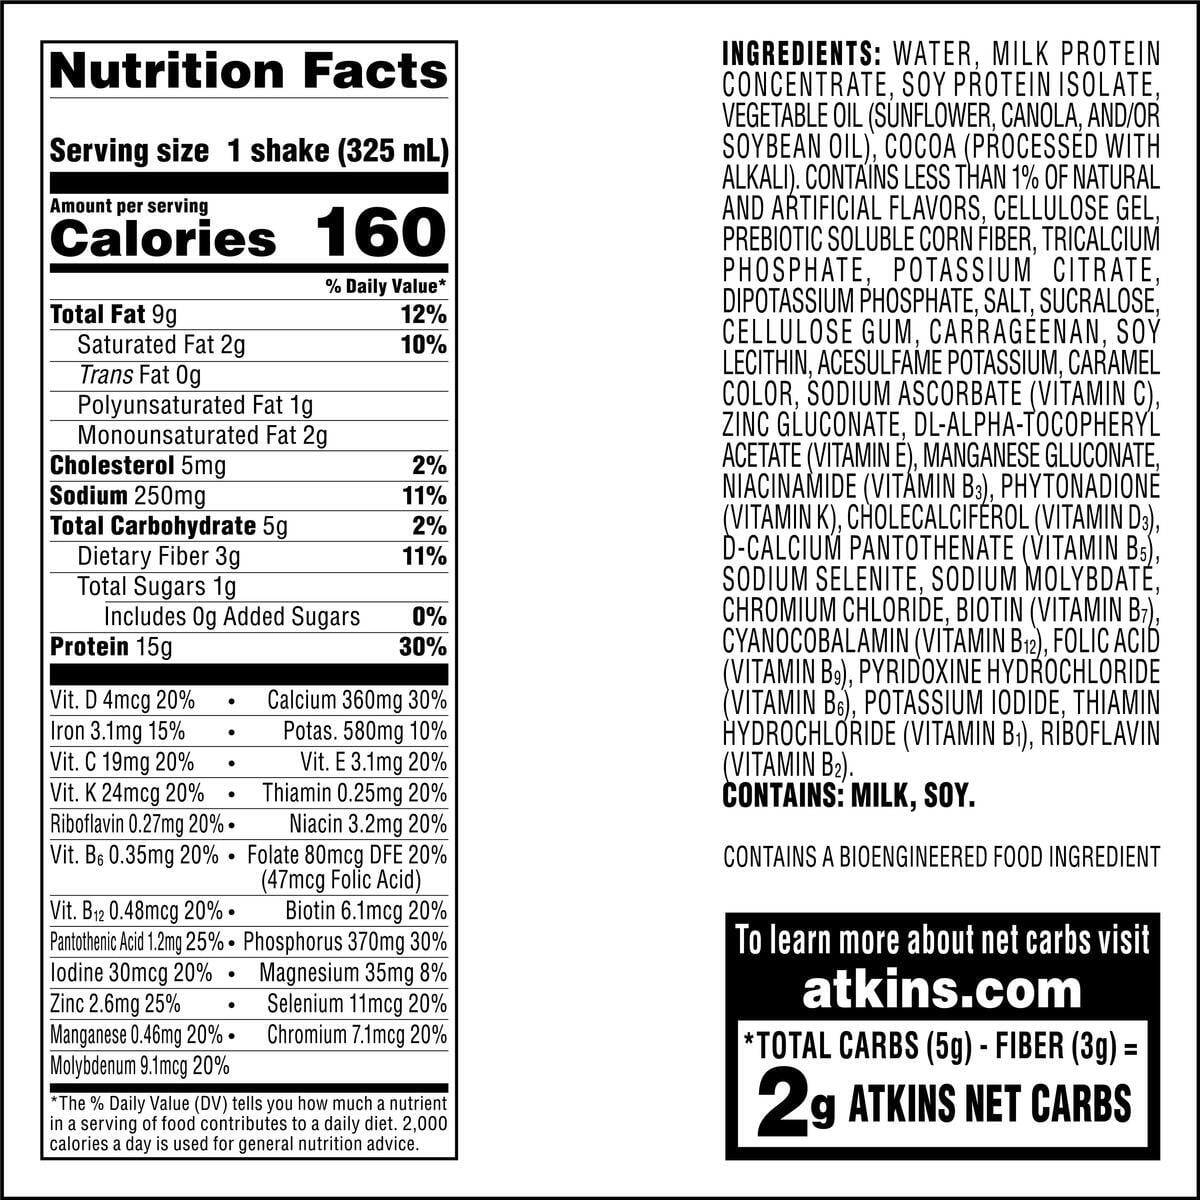 Nutrition Facts
Serving size 1 shake (325 mL)
Amount per serving
Calories 160
% Daily Value*
Total Fat 9g 12%
Saturated Fat 2g 10%
Trans Fat 0g
Polyunsaturated Fat 1g
Monounsaturated Fat 2g
Cholesterol 5mg 2%
Sodium 250mg 11%
Total Carbohydrate 5g 2%
Dietary Fiber 3g 11%
Total Sugars 1g
Includes 0g Added Sugars 0%
Protein 15g 30%
Vit. D 4mcg 20% • Calcium 360mg 30%
Iron 3.1mg 15% • Potas. 580mg 10%
Vit. C 19mg 20% • Vit. E 3.1mg 20%
Vit. K 24mcg 20% • Thiamin 0.25mg 20%
Riboflavin 0.27mg 20% • Niacin 3.2mg 20%
Vit. B6 0.35mg 20% • Folate 80mcg DFE 20%
(47mcg Folic Acid)
Vit. B12 0.48mcg 20% • Biotin 6.1mcg 20%
Pantothenic Acid 1.2mg 25% • Phosphorus 370mg 30%
Iodine 30mcg 20% • Magnesium 35mg 8%
Zinc 2.6mg 25% • Selenium 11mcg 20%
Manganese 0.46mg 20% • Chromium 7.1mcg 20%
Molybdenum 9.1mcg 20%
*The % Daily Value (DV) tells you how much a nutrient
in a serving of food contributes to a daily diet. 2,000
calories a day is used for general nutrition advice.
INGREDIENTS: WATER, MILK PROTEIN
CONCENTRATE, SOY PROTEIN ISOLATE,
VEGETABLE OIL (SUNFLOWER, CANOLA, AND/OR
SOYBEAN OIL), COCOA (PROCESSED WITH
ALKALI). CONTAINS LESS THAN 1% OF NATURAL
AND ARTIFICIAL FLAVORS, CELLULOSE GEL,
PREBIOTIC SOLUBLE CORN FIBER, TRICALCIUM
PHOSPHATE, POTASSIUM CITRATE,
DIPOTASSIUM PHOSPHATE, SALT, SUCRALOSE,
CELLULOSE GUM, CARRAGEENAN, SOY
LECITHIN, ACESULFAME POTASSIUM, CARAMEL
COLOR, SODIUM ASCORBATE (VITAMIN C),
ZINC GLUCONATE, DL-ALPHA-TOCOPHERYL
ACETATE (VITAMIN E), MANGANESE GLUCONATE,
NIACINAMIDE (VITAMIN B3), PHYTONADIONE
(VITAMIN K), CHOLECALCIFEROL (VITAMIN D3),
D-CALCIUM PANTOTHENATE (VITAMIN B5),
SODIUM SELENITE, SODIUM MOLYBDATE,
CHROMIUM CHLORIDE, BIOTIN (VITAMIN B7),
CYANOCOBALAMIN (VITAMIN B12), FOLIC ACID
(VITAMIN B9), PYRIDOXINE HYDROCHLORIDE
(VITAMIN B6), POTASSIUM IODIDE, THIAMIN
HYDROCHLORIDE (VITAMIN B1), RIBOFLAVIN
(VITAMIN B2).
CONTAINS: MILK, SOY.
CONTAINS A BIOENGINEERED FOOD INGREDIENT
To learn more about net carbs visit
atkins.com
*TOTAL CARBS (5g) - FIBER (3g) =
2g ATKINS NET CARBS